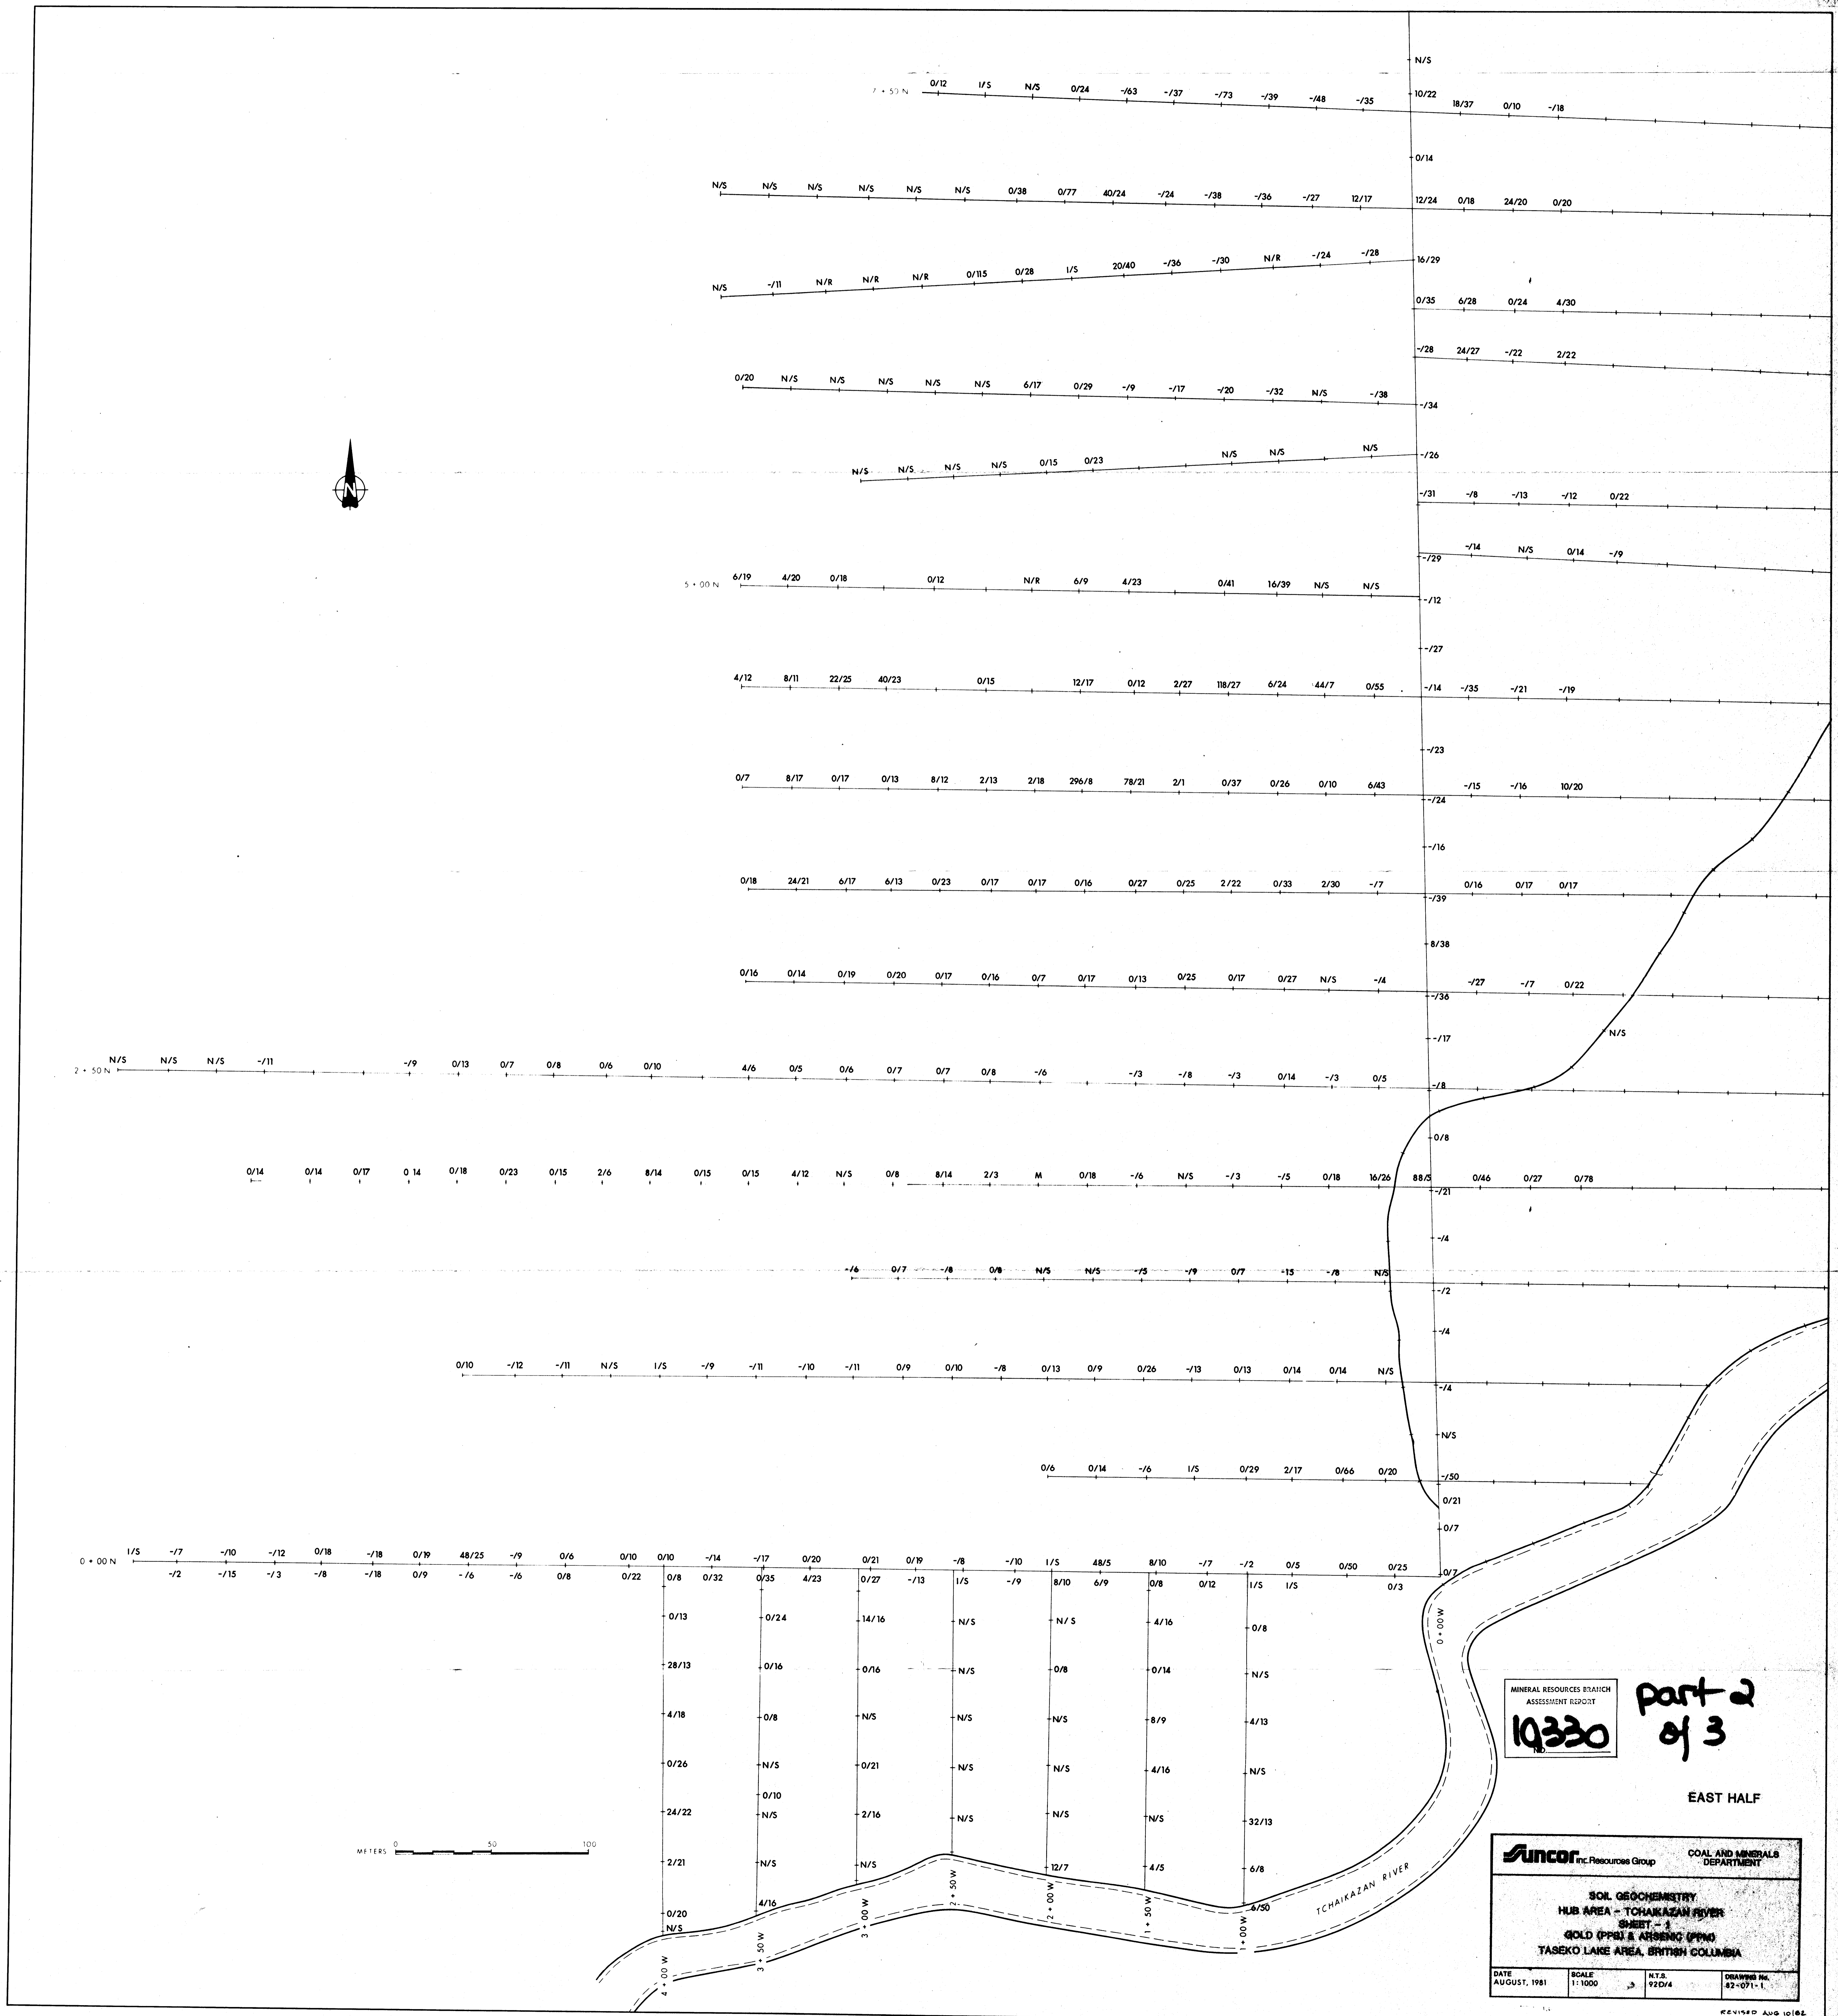 N/S
7 + 50 N 0/12 I/S N/S 0/24 -/63 -/37 -/73 -/39 -/48 -/35 10/22 18/37 0/10 -/18
0/14
N/S N/S N/S N/S N/S N/S 0/38 0/77 40/24 -/24 -/38 -/36 -/27 12/17 12/24 0/18 24/20 0/20
N/S -/11 N/R N/R N/R 0/115 0/28 I/S 20/40 -/36 -/30 N/R -/24 -/28 16/29
0/35 6/28 0/24 4/30
-/28 24/27 -/22 2/22
0/20 N/S N/S N/S N/S N/S 6/17 0/29 -/9 -/17 -/20 -/32 N/S -/38 -/34
N/S N/S N/S N/S 0/15 0/23 N/S N/S N/S -/26
N
-/31 -/8 -/13 -/12 0/22
-/29 -/14 N/S 0/14 -/9
5 + 00 N 6/19 4/20 0/18 0/12 N/R 6/9 4/23 0/41 16/39 N/S N/S -/12
-/27
4/12 8/11 22/25 40/23 0/15 12/17 0/12 2/27 118/27 6/24 44/7 0/55 -/14 -/35 -/21 -/19
-/23
0/7 8/17 0/17 0/13 8/12 2/13 2/18 296/8 78/21 2/1 0/37 0/26 0/10 6/43 -/24 -/15 -/16 10/20
-/16
0/18 24/21 6/17 6/13 0/23 0/17 0/17 0/16 0/27 0/25 2/22 0/33 2/30 -/7 -/39 0/16 0/17 0/17
8/38
0/16 0/14 0/19 0/20 0/17 0/16 0/7 0/17 0/13 0/25 0/17 0/27 N/S -/4 -/36 -/27 -/7 0/22
N/S
-/17
2 + 50 N N/S N/S N/S -/11 -/9 0/13 0/7 0/8 0/6 0/10 4/6 0/5 0/6 0/7 0/7 0/8 -/6 -/3 -/8 -/3 0/14 -/3 0/5 -/8
0/8
0/14 0/14 0/17 0 14 0/18 0/23 0/15 2/6 8/14 0/15 0/15 4/12 N/S 0/8 8/14 2/3 M 0/18 -/6 N/S -/3 -/5 0/18 16/26 88/5 -/21 0/46 0/27 0/78
-/4
-/6 0/7 -/8 0/8 N/S N/S -/5 -/9 0/7 -15 -/8 N/S -/2
-/4
0/10 -/12 -/11 N/S I/S -/9 -/11 -/10 -/11 0/9 0/10 -/8 0/13 0/9 0/26 -/13 0/13 0/14 0/14 N/S -/4
N/S
0/6 0/14 -/6 I/S 0/29 2/17 0/66 0/20 -/50
0/21
0/7
0 + 00 N I/S -/7 -/10 -/12 0/18 -/18 0/19 48/25 -/9 0/6 0/10 0/10 -/14 -/17 0/20 0/21 0/19 -/8 -/10 I/S 48/5 8/10 -/7 -/2 0/5 0/50 0/25 0/7
-/2 -/15 -/3 -/8 -/18 0/9 -/6 -/6 0/8 0/22 0/8 0/32 0/35 4/23 0/27 -/13 I/S -/9 8/10 6/9 0/8 0/12 I/S I/S 0/3
0/13 0/24 14/16 N/S N/S 4/16 0/8
0 + 00 W
28/13 0/16 0/16 N/S 0/8 0/14 N/S
4/18 0/8 N/S N/S N/S 8/9 4/13
0/26 N/S 0/21 N/S N/S 4/16 N/S
0/10
24/22 N/S 2/16 N/S N/S N/S 32/13
2/21 N/S N/S 12/7 4/5 6/8
0/20 4/16 6/50
N/S
4 + 00 W 3 + 50 W 3 + 00 W 2 + 50 W 2 + 00 W 1 + 50 W 1 + 00 W
TCHAIKAZAN RIVER
METERS 0 50 100
MINERAL RESOURCES BRANCH
ASSESSMENT REPORT
10330
NO.
part 2
of 3
EAST HALF
Suncor Inc. Resources Group
COAL AND MINERALS
DEPARTMENT
SOIL GEOCHEMISTRY
HUB AREA - TCHAIKAZAN RIVER
SHEET - 1
GOLD (PPB) & ARSENIC (PPM)
TASEKO LAKE AREA, BRITISH COLUMBIA
DATE
AUGUST, 1981
SCALE
1:1000
N.T.S.
92O/4
DRAWING No.
82-071-1
REVISED AUG 10/82